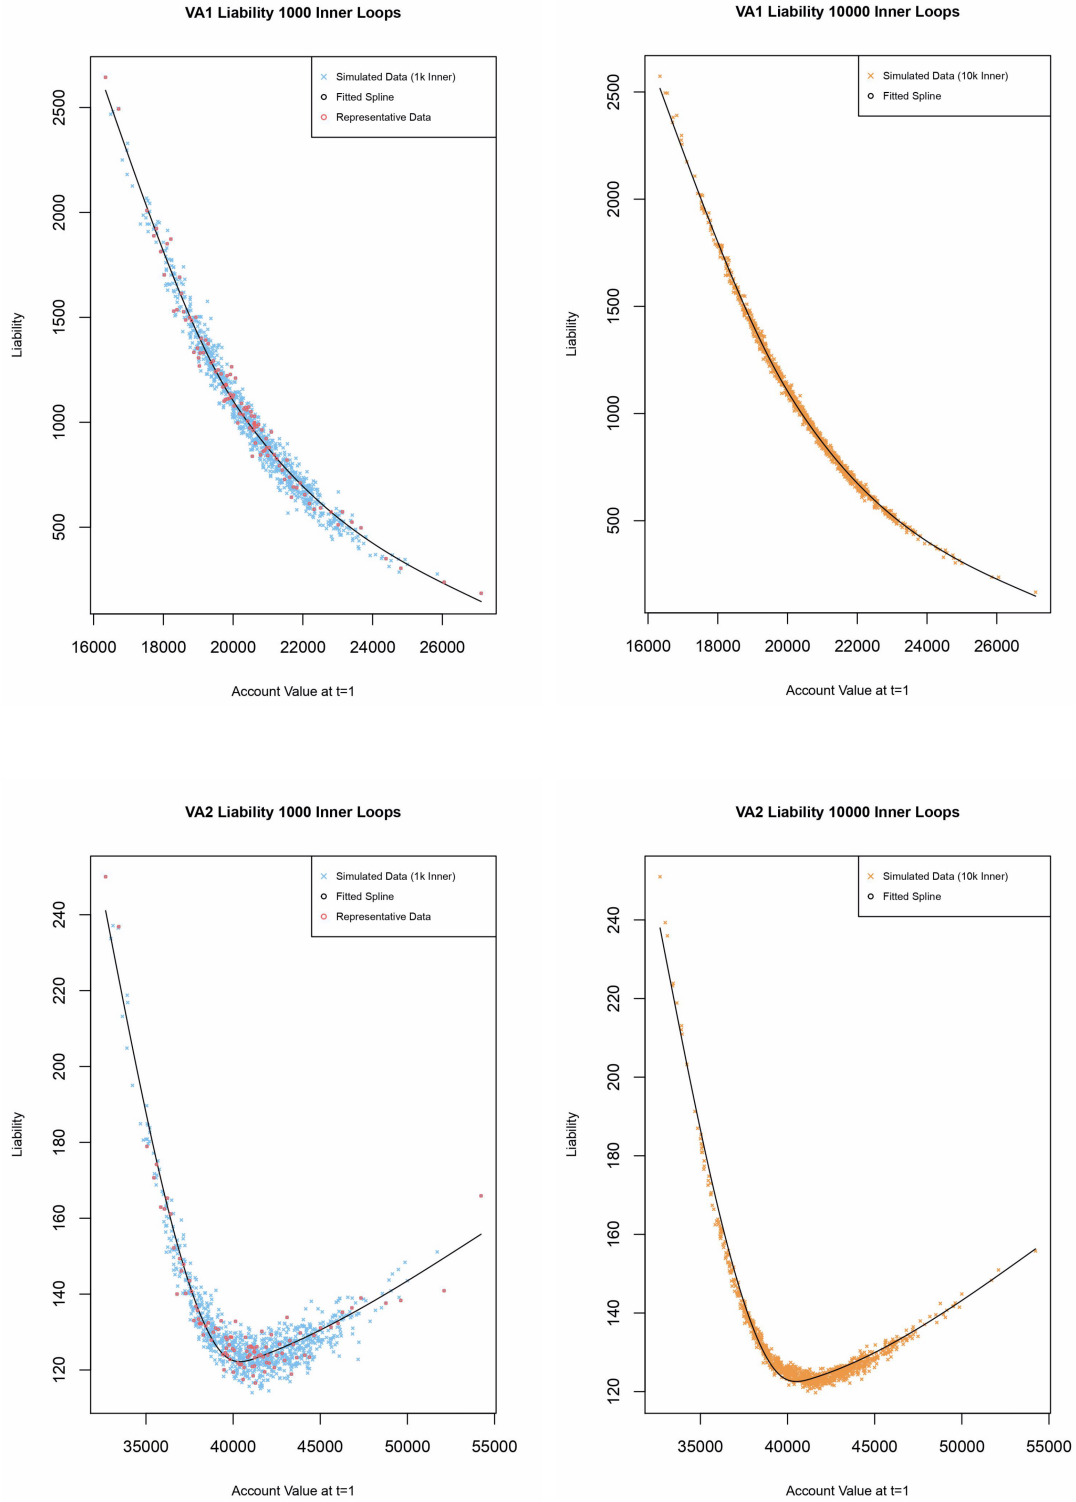 VA1 Liability 1000 Inner Loops
Simulated Data (1k Inner)
Fitted Spline
Representative Data
Liability
2500
2000
1500
1000
500
16000 18000 20000 22000 24000 26000
Account Value at t=1
VA1 Liability 10000 Inner Loops
Simulated Data (10k Inner)
Fitted Spline
Liability
2500
2000
1500
1000
500
16000 18000 20000 22000 24000 26000
Account Value at t=1
VA2 Liability 1000 Inner Loops
Simulated Data (1k Inner)
Fitted Spline
Representative Data
Liability
240
220
200
180
160
140
120
35000 40000 45000 50000 55000
Account Value at t=1
VA2 Liability 10000 Inner Loops
Simulated Data (10k Inner)
Fitted Spline
Liability
240
220
200
180
160
140
120
35000 40000 45000 50000 55000
Account Value at t=1